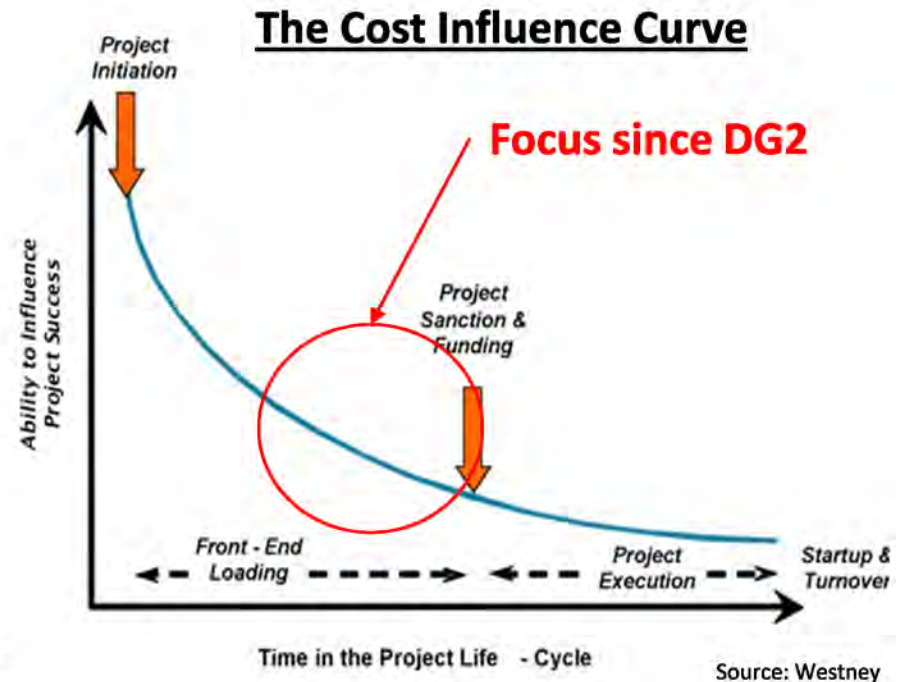 The Cost Influence Curve
Project
Initiation
Focus since DG2
Ability to Influence
Project Success
Project
Sanction &
Funding
Front - End
Loading
Project
Execution
Startup &
Turnover
Time in the Project Life - Cycle
Source: Westney